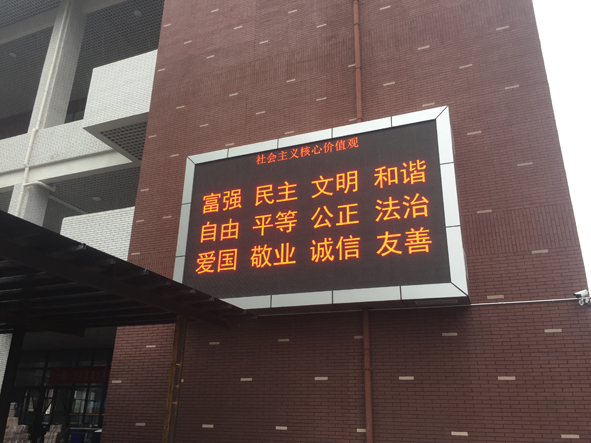 社会主义核心价值观
富强 民主 文明 和谐
自由 平等 公正 法治
爱国 敬业 诚信 友善